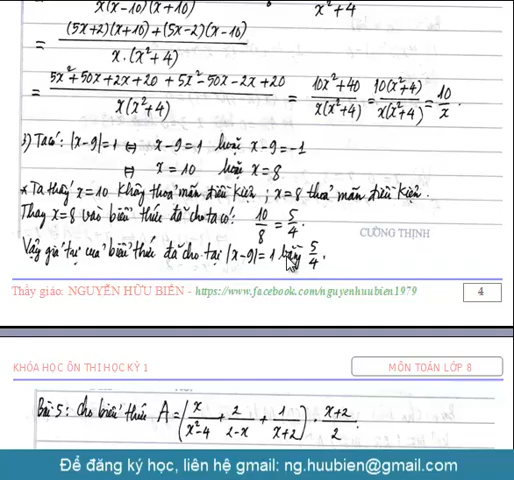 x(x-10)(x+10)
x²+4
= (5x+2)(x+10)+(5x-2)(x-10) / x.(x²+4)
= 5x²+50x+2x+20 + 5x²-50x-2x+20 / x(x²+4) = 10x²+40 / x(x²+4) = 10(x²+4) / x(x²+4) = 10/x.
Ta có: |x-9|=1 ⇔ x-9=1 hoặc x-9=-1
⇔ x=10 hoặc x=8
* Ta thấy x=10 không thoả mãn điều kiện; x=8 thoả mãn điều kiện.
Thay x=8 vào biểu thức đã cho ta có: 10/8 = 5/4.
CƯỜNG THỊNH
Vậy giá trị của biểu thức đã cho tại |x-9|=1 bằng 5/4.
Thầy giáo: NGUYỄN HỮU BIỂN - https://www.facebook.com/nguyenhuubien1979 4
KHÓA HỌC ÔN THI HỌC KỲ 1 MÔN TOÁN LỚP 8
Bài 5: Cho biểu thức A = (x/(x²-4) + 2/(2-x) + 1/(x+2)) · (x+2)/2.
Để đăng ký học, liên hệ gmail: ng.huubien@gmail.com